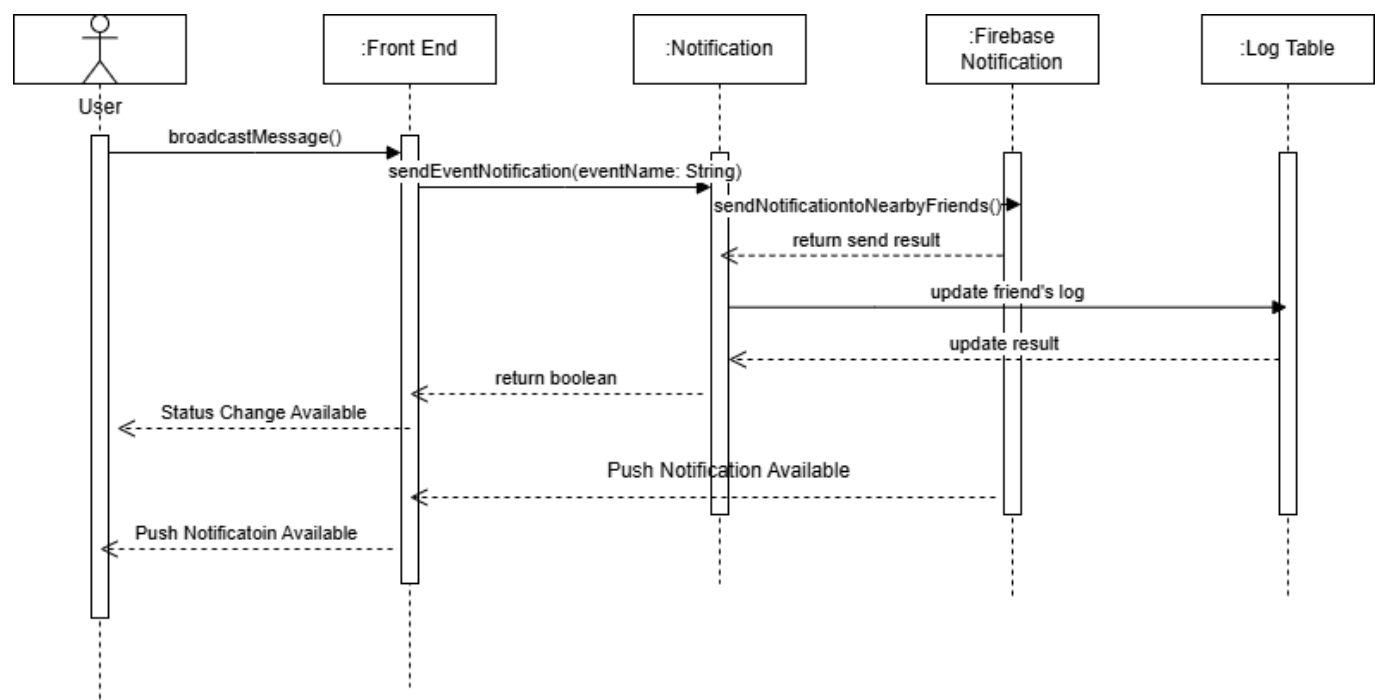 :Front End
:Notification
:Firebase
Notification
:Log Table
User
broadcastMessage()
sendEventNotification(eventName: String)
sendNotificationtoNearbyFriends()
return send result
update friend's log
update result
return boolean
Status Change Available
Push Notification Available
Push Notificatoin Available